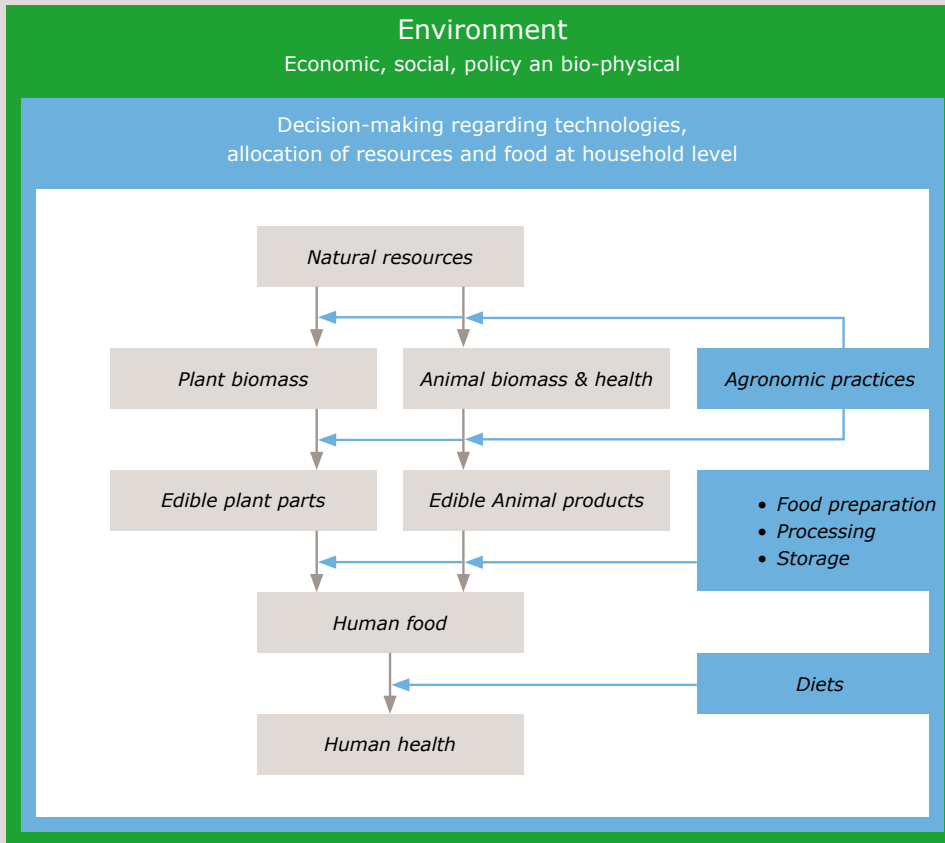 Environment
Economic, social, policy an bio-physical
Decision-making regarding technologies,
allocation of resources and food at household level
Natural resources
Plant biomass
Animal biomass & health
Agronomic practices
Edible plant parts
Edible Animal products
• Food preparation
• Processing
• Storage
Human food
Diets
Human health